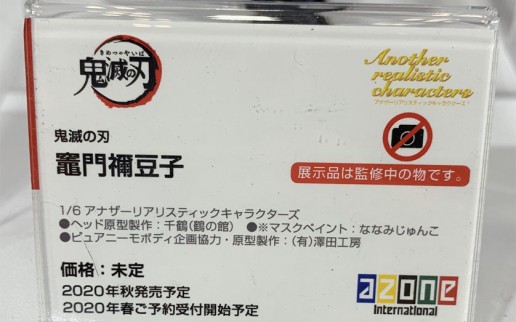 きめつのやいば
鬼滅の刃
Another
realistic
characters
アナザーリアリスティックキャラクターズ
鬼滅の刃
竈門禰豆子
展示品は監修中の物です。
1/6 アナザーリアリスティックキャラクターズ
●ヘッド原型製作：千鶴(鶴の館) ●※マスクペイント：ななみじゅんこ
●ピュアニーモボディ企画協力・原型製作：(有)澤田工房
価格：未定
2020年秋発売予定
2020年春ご予約受付開始予定
azone
international